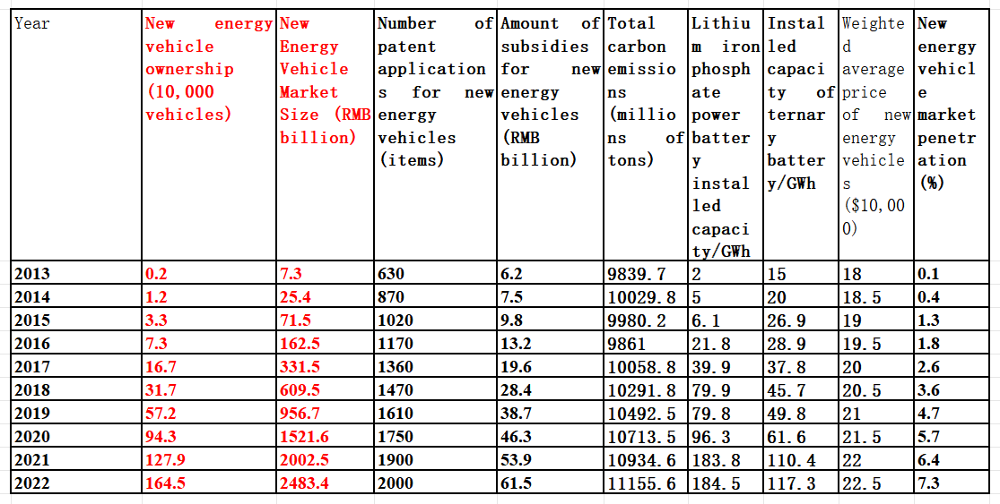 Year | New energy vehicle ownership (10,000 vehicles) | New Energy Vehicle Market Size (RMB billion) | Number of patent applications for new energy vehicles (items) | Amount of subsidies for new energy vehicles (RMB billion) | Total carbon emissions (millions of tons) | Lithium iron phosphate power battery installed capacity/GWh | Installed capacity of ternary battery/GWh | Weighted average price of new energy vehicles ($10,000) | New energy vehicle market penetration (%)
2013 | 0.2 | 7.3 | 630 | 6.2 | 9839.7 | 2 | 15 | 18 | 0.1
2014 | 1.2 | 25.4 | 870 | 7.5 | 10029.8 | 5 | 20 | 18.5 | 0.4
2015 | 3.3 | 71.5 | 1020 | 9.8 | 9980.2 | 6.1 | 26.9 | 19 | 1.3
2016 | 7.3 | 162.5 | 1170 | 13.2 | 9861 | 21.8 | 28.9 | 19.5 | 1.8
2017 | 16.7 | 331.5 | 1360 | 19.6 | 10058.8 | 39.9 | 37.8 | 20 | 2.6
2018 | 31.7 | 609.5 | 1470 | 28.4 | 10291.8 | 79.9 | 45.7 | 20.5 | 3.6
2019 | 57.2 | 956.7 | 1610 | 38.7 | 10492.5 | 79.8 | 49.8 | 21 | 4.7
2020 | 94.3 | 1521.6 | 1750 | 46.3 | 10713.5 | 96.3 | 61.6 | 21.5 | 5.7
2021 | 127.9 | 2002.5 | 1900 | 53.9 | 10934.6 | 183.8 | 110.4 | 22 | 6.4
2022 | 164.5 | 2483.4 | 2000 | 61.5 | 11155.6 | 184.5 | 117.3 | 22.5 | 7.3